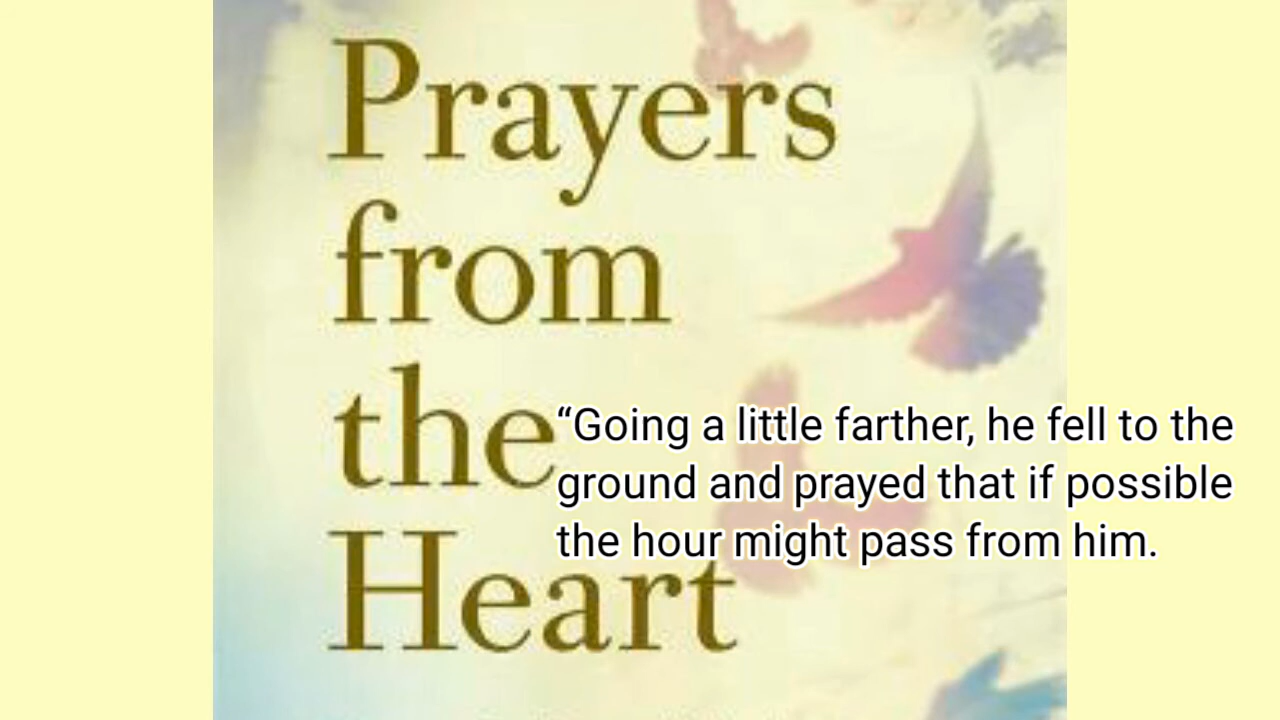 Prayers
from
the
Heart
“Going a little farther, he fell to the
ground and prayed that if possible
the hour might pass from him.